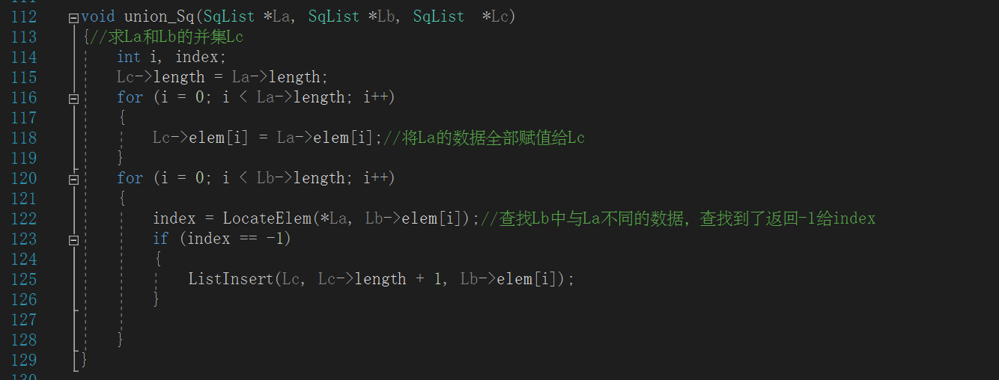 112 void union_Sq(SqList *La, SqList *Lb, SqList  *Lc)
113 {//求La和Lb的并集Lc
114     int i, index;
115     Lc->length = La->length;
116     for (i = 0; i < La->length; i++)
117     {
118         Lc->elem[i] = La->elem[i];//将La的数据全部赋值给Lc
119     }
120     for (i = 0; i < Lb->length; i++)
121     {
122         index = LocateElem(*La, Lb->elem[i]);//查找Lb中与La不同的数据，查找到了返回-1给index
123         if (index == -1)
124         {
125             ListInsert(Lc, Lc->length + 1, Lb->elem[i]);
126         }
127
128     }
129 }